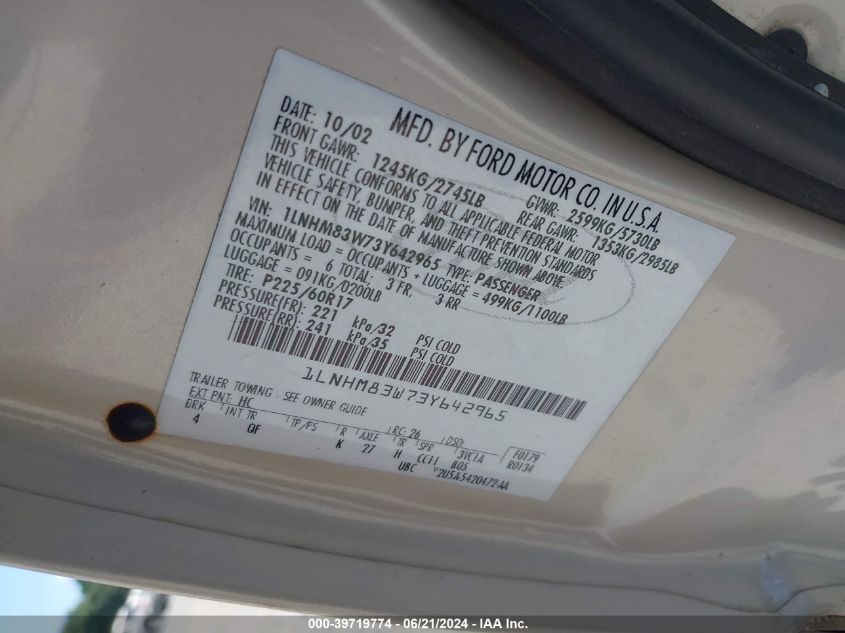 MFD. BY FORD MOTOR CO. IN U.S.A.
DATE: 10/02 GVWR: 2599KG/5730LB
FRONT GAWR: 1245KG/2745LB REAR GAWR: 1353KG/2985LB
THIS VEHICLE CONFORMS TO ALL APPLICABLE FEDERAL MOTOR
VEHICLE SAFETY, BUMPER, AND THEFT PREVENTION STANDARDS
IN EFFECT ON THE DATE OF MANUFACTURE SHOWN ABOVE
VIN: 1LNHM83W73Y642965 TYPE: PASSENGER
MAXIMUM LOAD = OCCUPANTS + LUGGAGE = 499KG/1100LB
OCCUPANTS = 6 TOTAL; 3 FR, 3 RR
LUGGAGE = 091KG/0200LB
TIRE: P225/60R17
PRESSURE(FR): 221 kPa/32 PSI COLD
PRESSURE(RR): 241 kPa/35 PSI COLD
1LNHM83W73Y642965
TRAILER TOWING - SEE OWNER GUIDE
EXT PNT: HC RC: 26 DSO: F0179
BRK INT TR TP/PS R AXLE TR SPR 3VC1A R0134
4 OF K 27 H CC11 B05
UBC
000-39719774 - 06/21/2024 - IAA Inc.